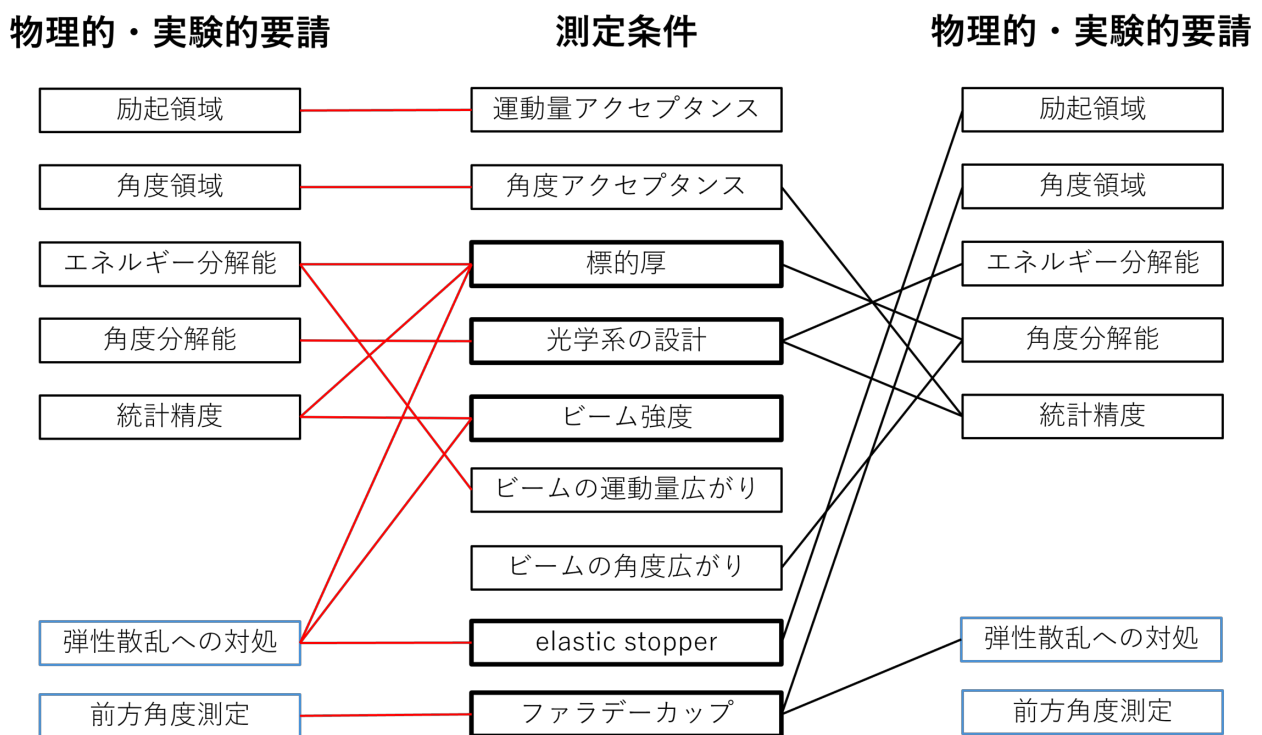 物理的・実験的要請
測定条件
物理的・実験的要請
励起領域
運動量アクセプタンス
励起領域
角度領域
角度アクセプタンス
角度領域
エネルギー分解能
標的厚
エネルギー分解能
角度分解能
光学系の設計
角度分解能
統計精度
ビーム強度
統計精度
ビームの運動量広がり
ビームの角度広がり
弾性散乱への対処
elastic stopper
弾性散乱への対処
前方角度測定
ファラデーカップ
前方角度測定